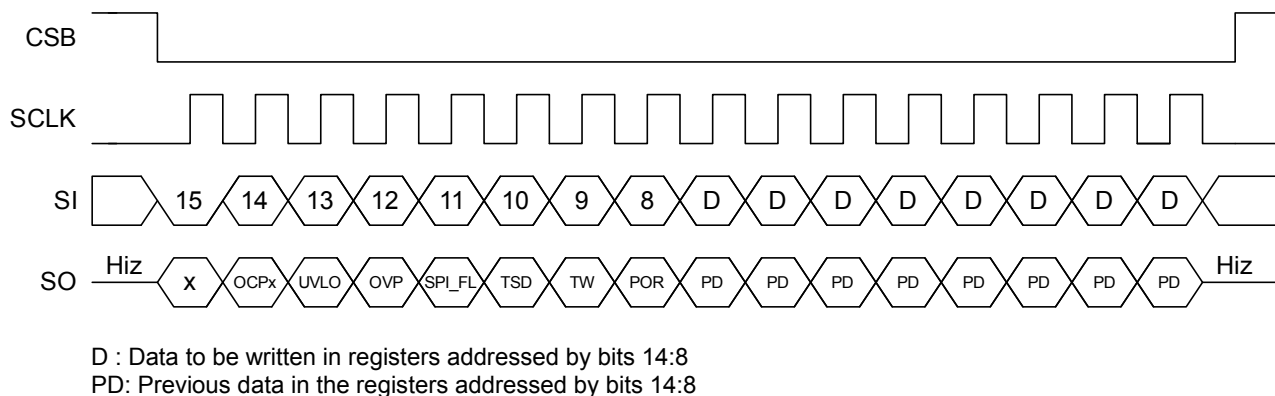 CSB
SCLK
SI 15 14 13 12 11 10 9 8 D D D D D D D D
SO Hiz x OCPx UVLO OVP SPI_FL TSD TW POR PD PD PD PD PD PD PD PD Hiz
D : Data to be written in registers addressed by bits 14:8
PD: Previous data in the registers addressed by bits 14:8